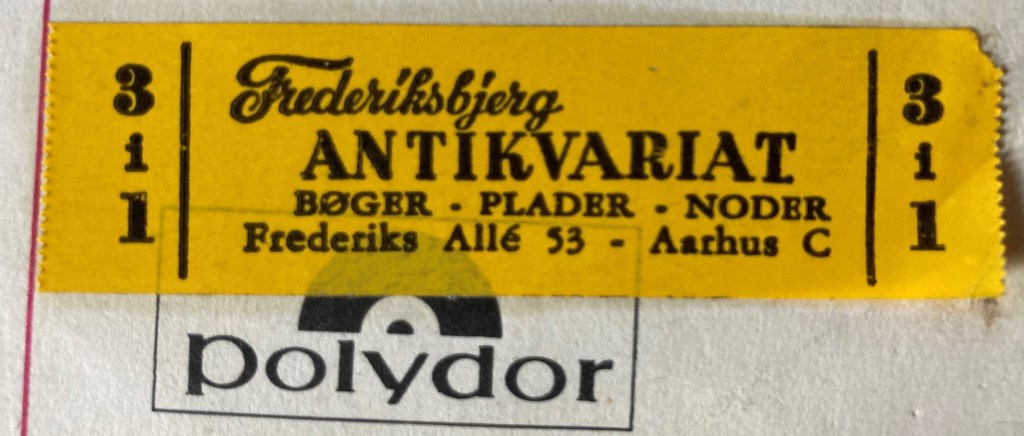 3 i 1
Frederiksbjerg
ANTIKVARIAT
BØGER - PLADER - NODER
Frederiks Allé 53 - Aarhus C
3 i 1
polydor